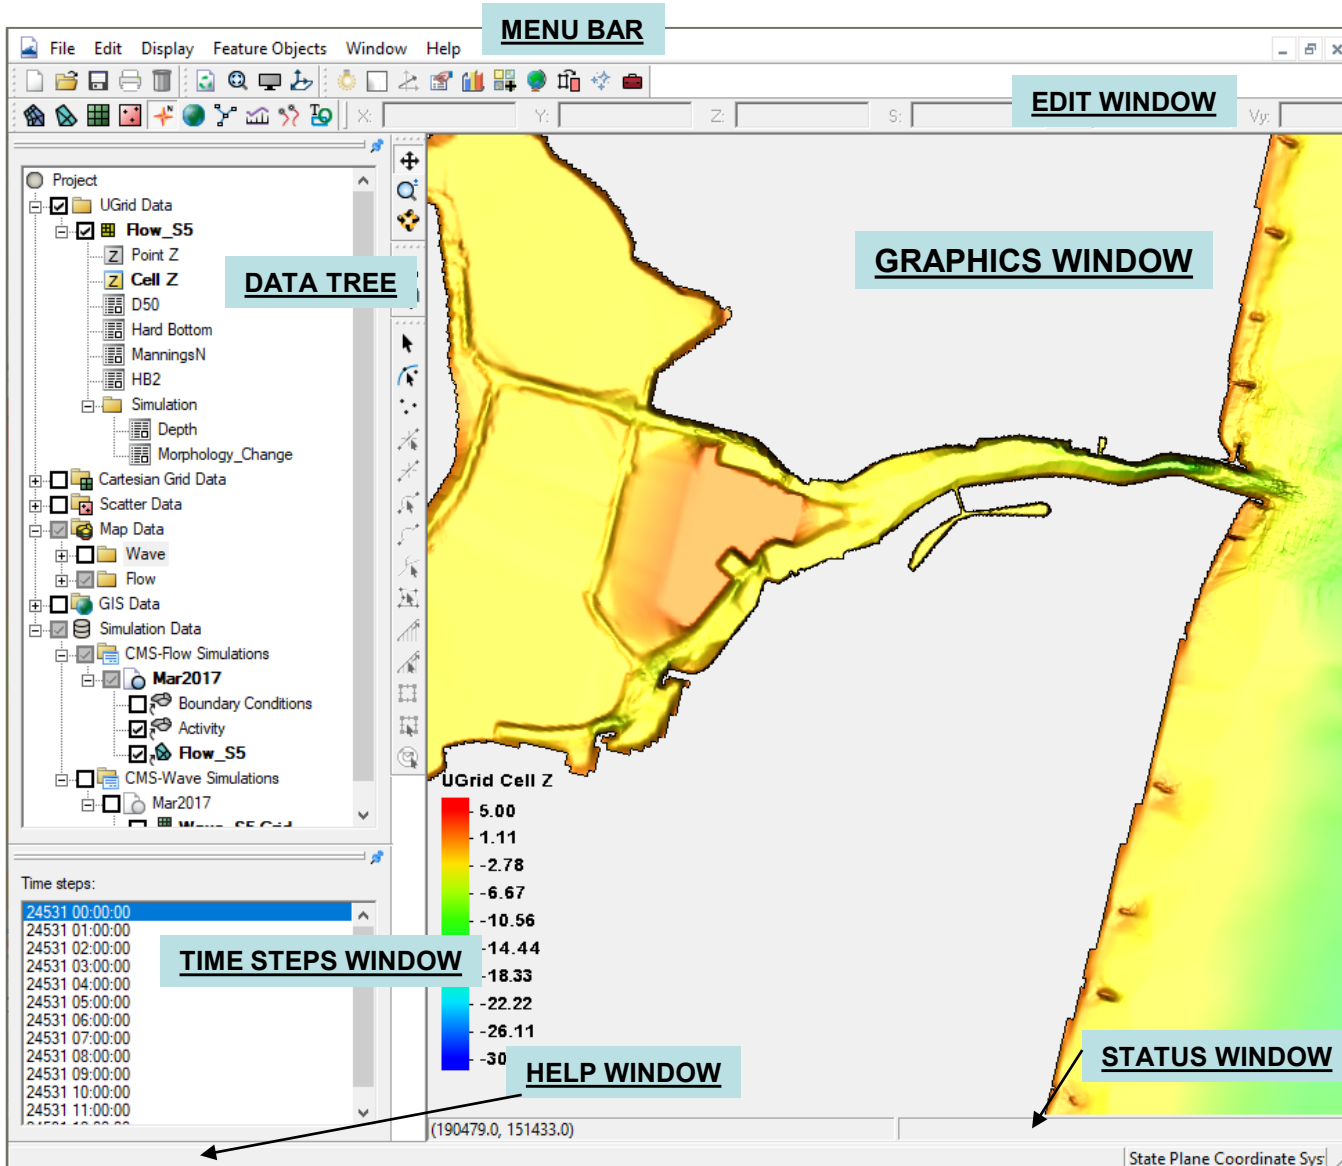 MENU BAR
File Edit Display Feature Objects Window Help
EDIT WINDOW
X: Y: Z: S: Vy:
Project
UGrid Data
Flow_S5
Point Z
Cell Z
D50
Hard Bottom
ManningsN
HB2
Simulation
Depth
Morphology_Change
Cartesian Grid Data
Scatter Data
Map Data
Wave
Flow
GIS Data
Simulation Data
CMS-Flow Simulations
Mar2017
Boundary Conditions
Activity
Flow_S5
CMS-Wave Simulations
Mar2017
Wave_S5 Grid
DATA TREE
GRAPHICS WINDOW
UGrid Cell Z
5.00
1.11
-2.78
-6.67
-10.56
-14.44
-18.33
-22.22
-26.11
-30
Time steps:
24531 00:00:00
24531 01:00:00
24531 02:00:00
24531 03:00:00
24531 04:00:00
24531 05:00:00
24531 06:00:00
24531 07:00:00
24531 08:00:00
24531 09:00:00
24531 10:00:00
24531 11:00:00
TIME STEPS WINDOW
HELP WINDOW
STATUS WINDOW
(190479.0, 151433.0)
State Plane Coordinate Sys